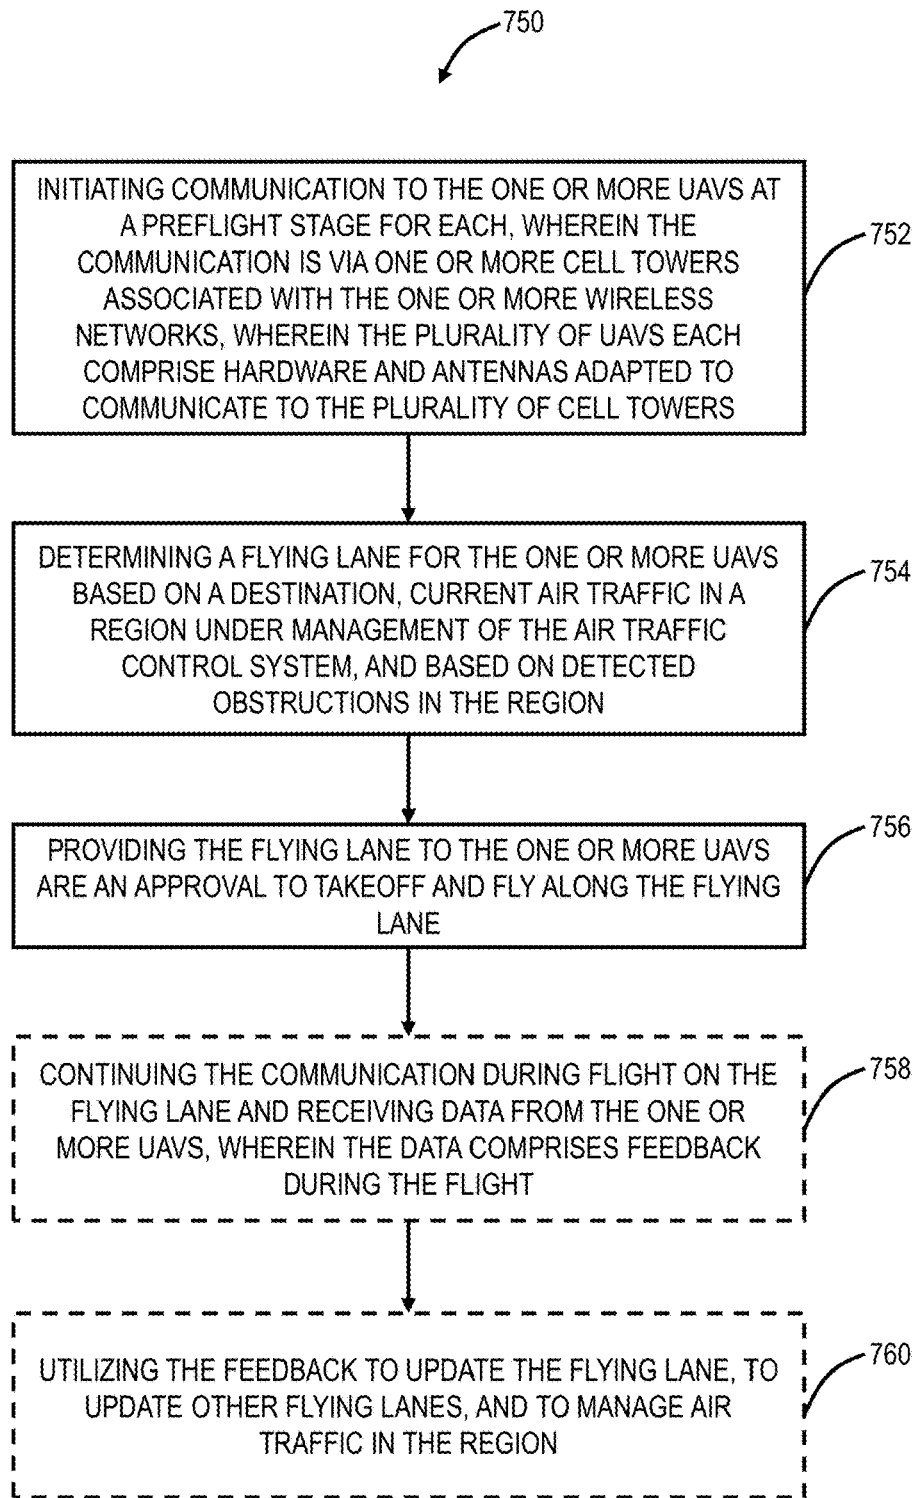 750
INITIATING COMMUNICATION TO THE ONE OR MORE UAVS AT
A PREFLIGHT STAGE FOR EACH, WHEREIN THE
COMMUNICATION IS VIA ONE OR MORE CELL TOWERS
ASSOCIATED WITH THE ONE OR MORE WIRELESS
NETWORKS, WHEREIN THE PLURALITY OF UAVS EACH
COMPRISE HARDWARE AND ANTENNAS ADAPTED TO
COMMUNICATE TO THE PLURALITY OF CELL TOWERS
752
DETERMINING A FLYING LANE FOR THE ONE OR MORE UAVS
BASED ON A DESTINATION, CURRENT AIR TRAFFIC IN A
REGION UNDER MANAGEMENT OF THE AIR TRAFFIC
CONTROL SYSTEM, AND BASED ON DETECTED
OBSTRUCTIONS IN THE REGION
754
PROVIDING THE FLYING LANE TO THE ONE OR MORE UAVS
ARE AN APPROVAL TO TAKEOFF AND FLY ALONG THE FLYING
LANE
756
CONTINUING THE COMMUNICATION DURING FLIGHT ON THE
FLYING LANE AND RECEIVING DATA FROM THE ONE OR
MORE UAVS, WHEREIN THE DATA COMPRISES FEEDBACK
DURING THE FLIGHT
758
UTILIZING THE FEEDBACK TO UPDATE THE FLYING LANE, TO
UPDATE OTHER FLYING LANES, AND TO MANAGE AIR
TRAFFIC IN THE REGION
760